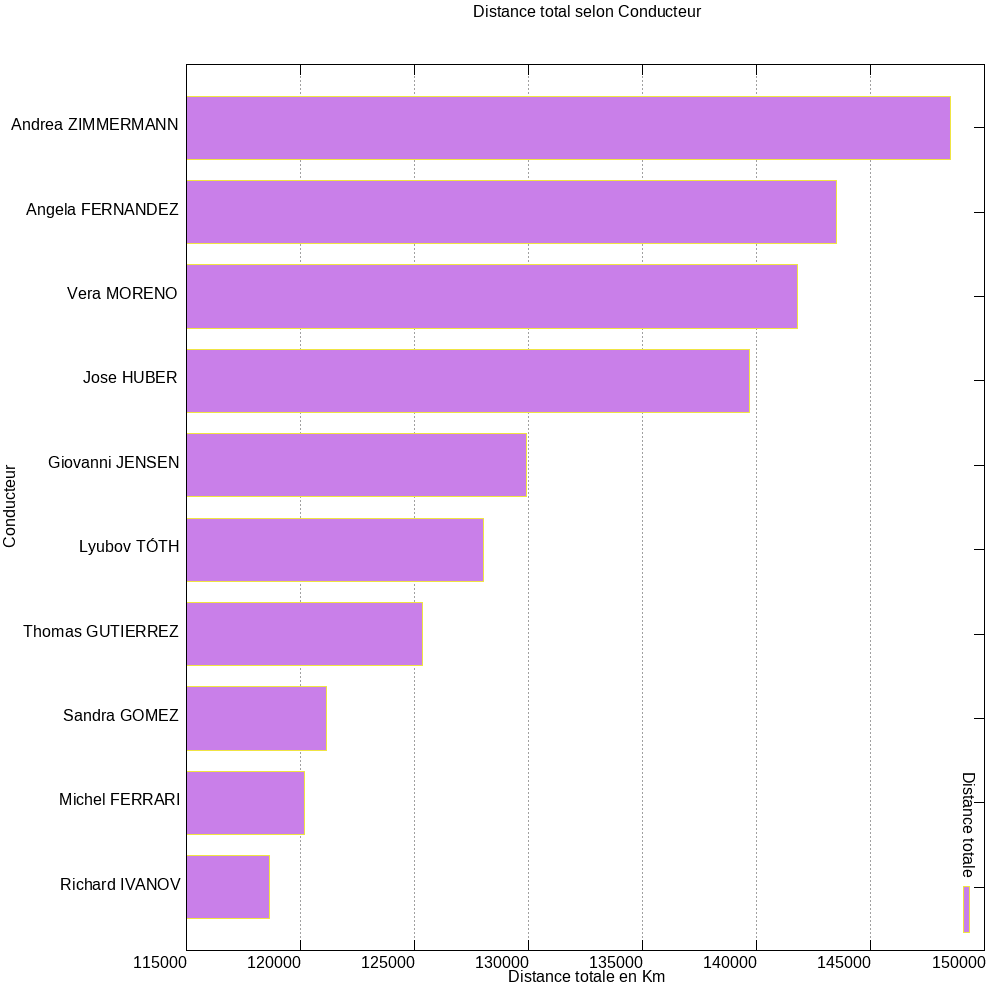 Distance total selon Conducteur
Andrea ZIMMERMANN
Angela FERNANDEZ
Vera MORENO
Jose HUBER
Giovanni JENSEN
Conducteur
Lyubov TÓTH
Thomas GUTIERREZ
Sandra GOMEZ
Michel FERRARI
Distance totale
Richard IVANOV
115000 120000 125000 130000 135000 140000 145000 150000
Distance totale en Km